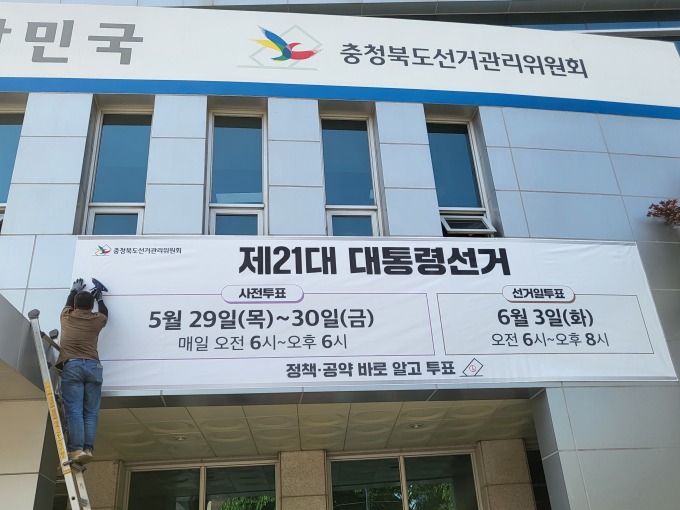 민국
충청북도선거관리위원회
충청북도선거관리위원회
제21대 대통령선거
사전투표
5월 29일(목)~30일(금)
매일 오전 6시~오후 6시
선거일투표
6월 3일(화)
오전 6시~오후 8시
정책·공약 바로 알고 투표